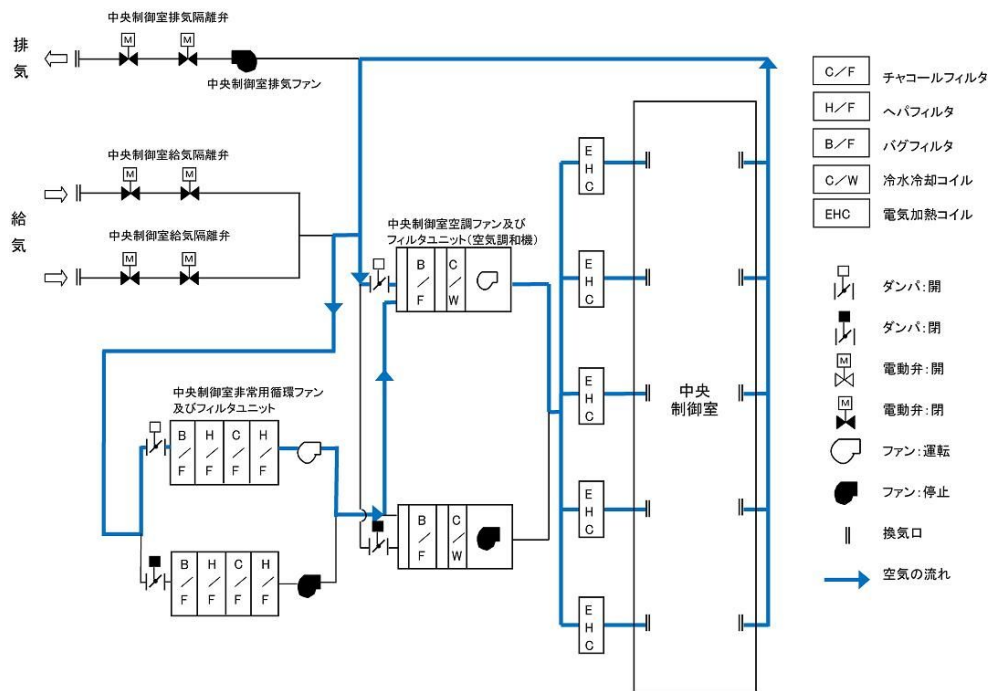 中央制御室排気隔離弁
M
M
排
気
中央制御室排気ファン
中央制御室給気隔離弁
M
M
給
気
中央制御室給気隔離弁
M
M
中央制御室空調ファン及び
フィルタユニット(空気調和機)
B/F
C/W
中央制御室非常用循環ファン
及びフィルタユニット
B/F
H/F
C/F
H/F
B/F
H/F
C/F
H/F
B/F
C/W
EHC
EHC
EHC
EHC
EHC
中央
制御室
C/F
チャコールフィルタ
H/F
ヘパフィルタ
B/F
バグフィルタ
C/W
冷水冷却コイル
EHC
電気加熱コイル
ダンパ:開
ダンパ:閉
M
電動弁:開
M
電動弁:閉
ファン:運転
ファン:停止
換気口
空気の流れ